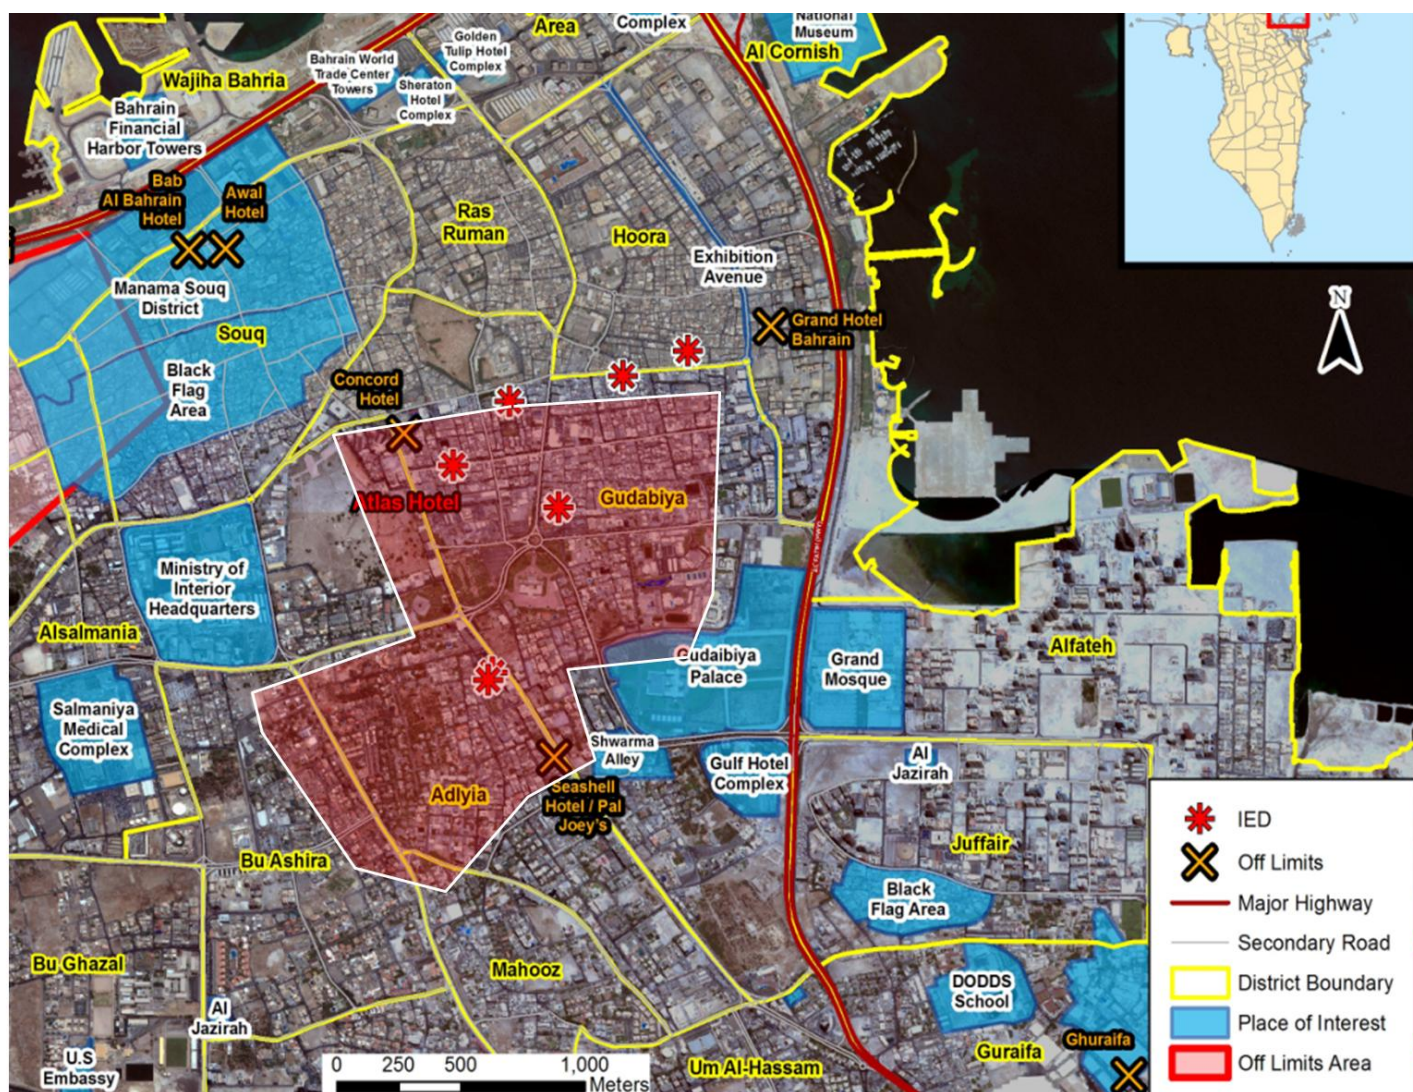 Area
Complex
National
Museum
Al Cornish
Golden
Tulip Hotel
Complex
Bahrain World
Trade Center
Towers
Sheraton
Hotel
Complex
Wajiha Bahria
Bahrain
Financial
Harbor Towers
Bab
Al Bahrain
Hotel
Awal
Hotel
Ras
Ruman
Hoora
Exhibition
Avenue
Manama Souq
District
Souq
Grand Hotel
Bahrain
N
Black
Flag
Area
Concord
Hotel
Atlas Hotel
Gudabiya
Ministry of
Interior
Headquarters
Alsalmania
Gudaibiya
Palace
Grand
Mosque
Alfateh
Salmaniya
Medical
Complex
Shwarma
Alley
Gulf Hotel
Complex
Al
Jazirah
Adlyia
Seashell
Hotel / Pal
Joey's
Bu Ashira
Juffair
Black
Flag Area
Bu Ghazal
Mahooz
DODDS
School
Al
Jazirah
Ghuraifa
Guraifa
U.S
Embassy
Um Al-Hassam
0 250 500 1,000
Meters
IED
Off Limits
Major Highway
Secondary Road
District Boundary
Place of Interest
Off Limits Area